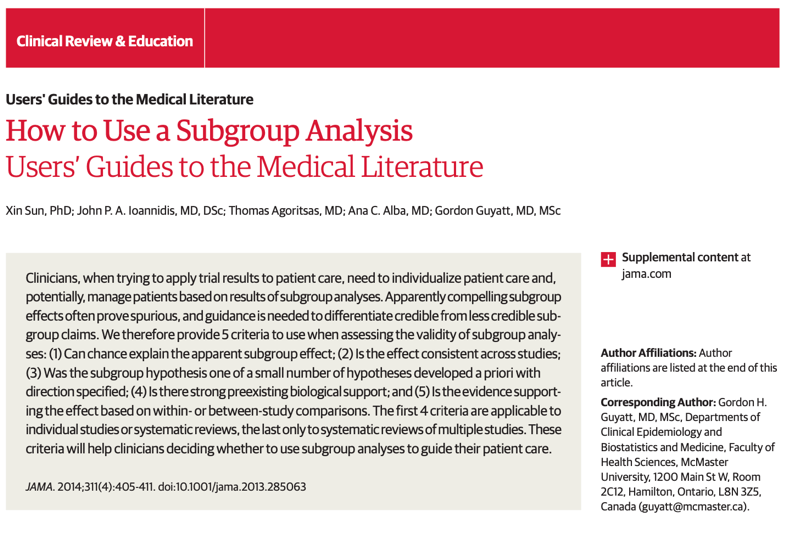 Clinical Review & Education
Users' Guides to the Medical Literature
How to Use a Subgroup Analysis
Users' Guides to the Medical Literature
Xin Sun, PhD; John P. A. Ioannidis, MD, DSc; Thomas Agoritsas, MD; Ana C. Alba, MD; Gordon Guyatt, MD, MSc
Clinicians, when trying to apply trial results to patient care, need to individualize patient care and,
potentially, manage patients based on results of subgroup analyses. Apparently compelling subgroup
effects often prove spurious, and guidance is needed to differentiate credible from less credible sub-
group claims. We therefore provide 5 criteria to use when assessing the validity of subgroup analy-
ses: (1) Can chance explain the apparent subgroup effect; (2) Is the effect consistent across studies;
(3) Was the subgroup hypothesis one of a small number of hypotheses developed a priori with
direction specified; (4) Is there strong preexisting biological support; and (5) Is the evidence support-
ing the effect based on within- or between-study comparisons. The first 4 criteria are applicable to
individual studies or systematic reviews, the last only to systematic reviews of multiple studies. These
criteria will help clinicians deciding whether to use subgroup analyses to guide their patient care.
JAMA. 2014;311(4):405-411. doi:10.1001/jama.2013.285063
Supplemental content at
jama.com
Author Affiliations: Author
affiliations are listed at the end of this
article.
Corresponding Author: Gordon H.
Guyatt, MD, MSc, Departments of
Clinical Epidemiology and
Biostatistics and Medicine, Faculty of
Health Sciences, McMaster
University, 1200 Main St W, Room
2C12, Hamilton, Ontario, L8N 3Z5,
Canada (guyatt@mcmaster.ca).